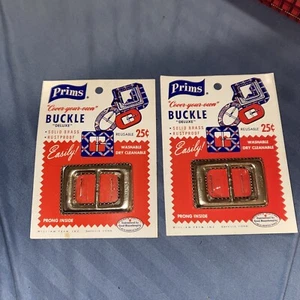 Prims
"Cover-your-own"
BUCKLE
"DELUXE"
• SOLID BRASS
• RUSTPROOF
REUSABLE 25¢
Easily!
WASHABLE
DRY CLEANABLE
PRONG INSIDE
Prims
"Cover-your-own"
BUCKLE
"DELUXE"
• SOLID BRASS
• RUSTPROOF
REUSABLE 25¢
Easily!
WASHABLE
DRY CLEANABLE
PRONG INSIDE